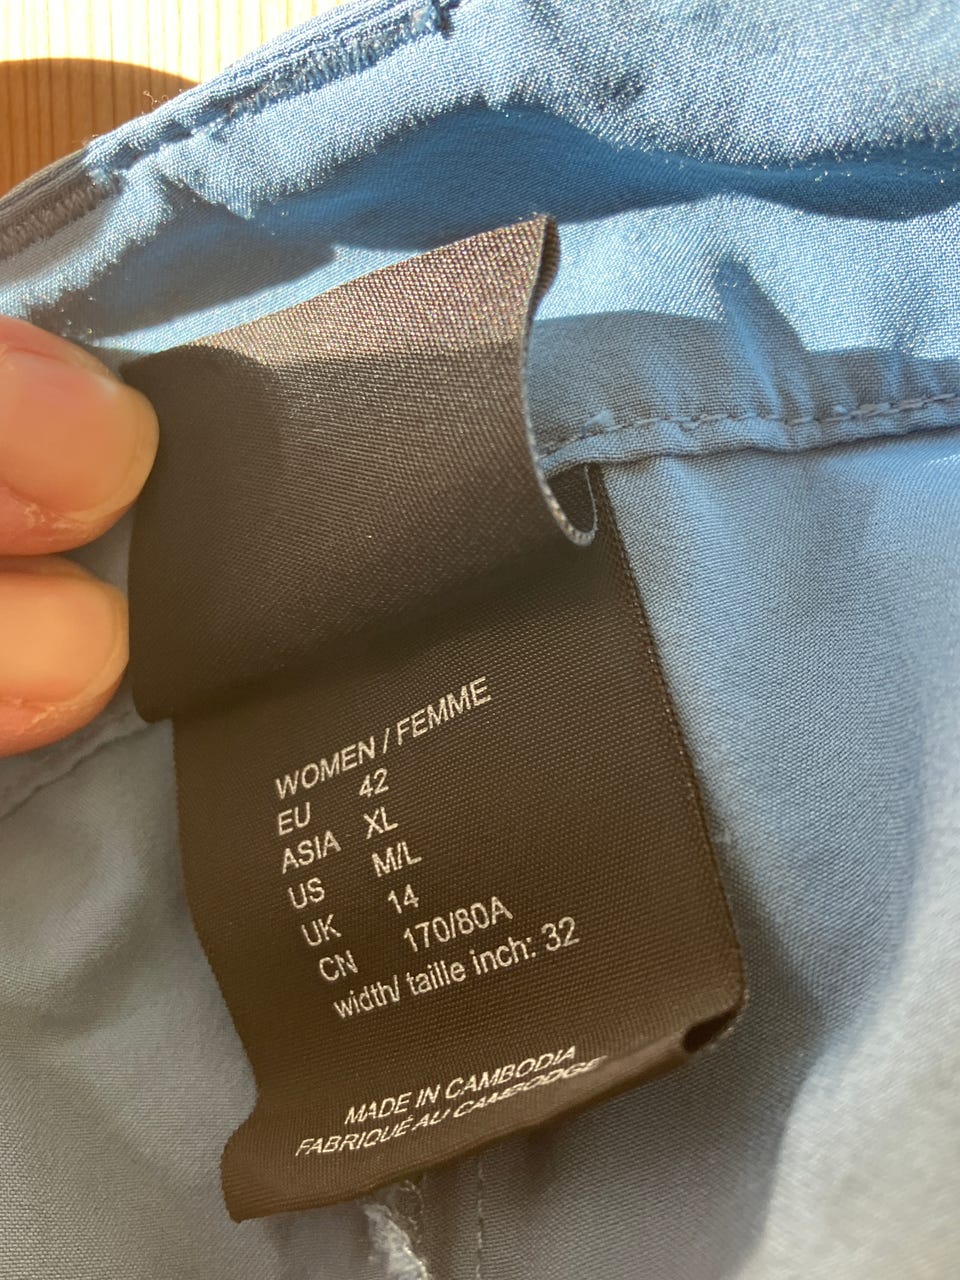 WOMEN / FEMME
EU 42
ASIA XL
US M/L
UK 14
CN 170/80A
width/ taille inch: 32
MADE IN CAMBODIA
FABRIQUÉ AU CAMBODGE